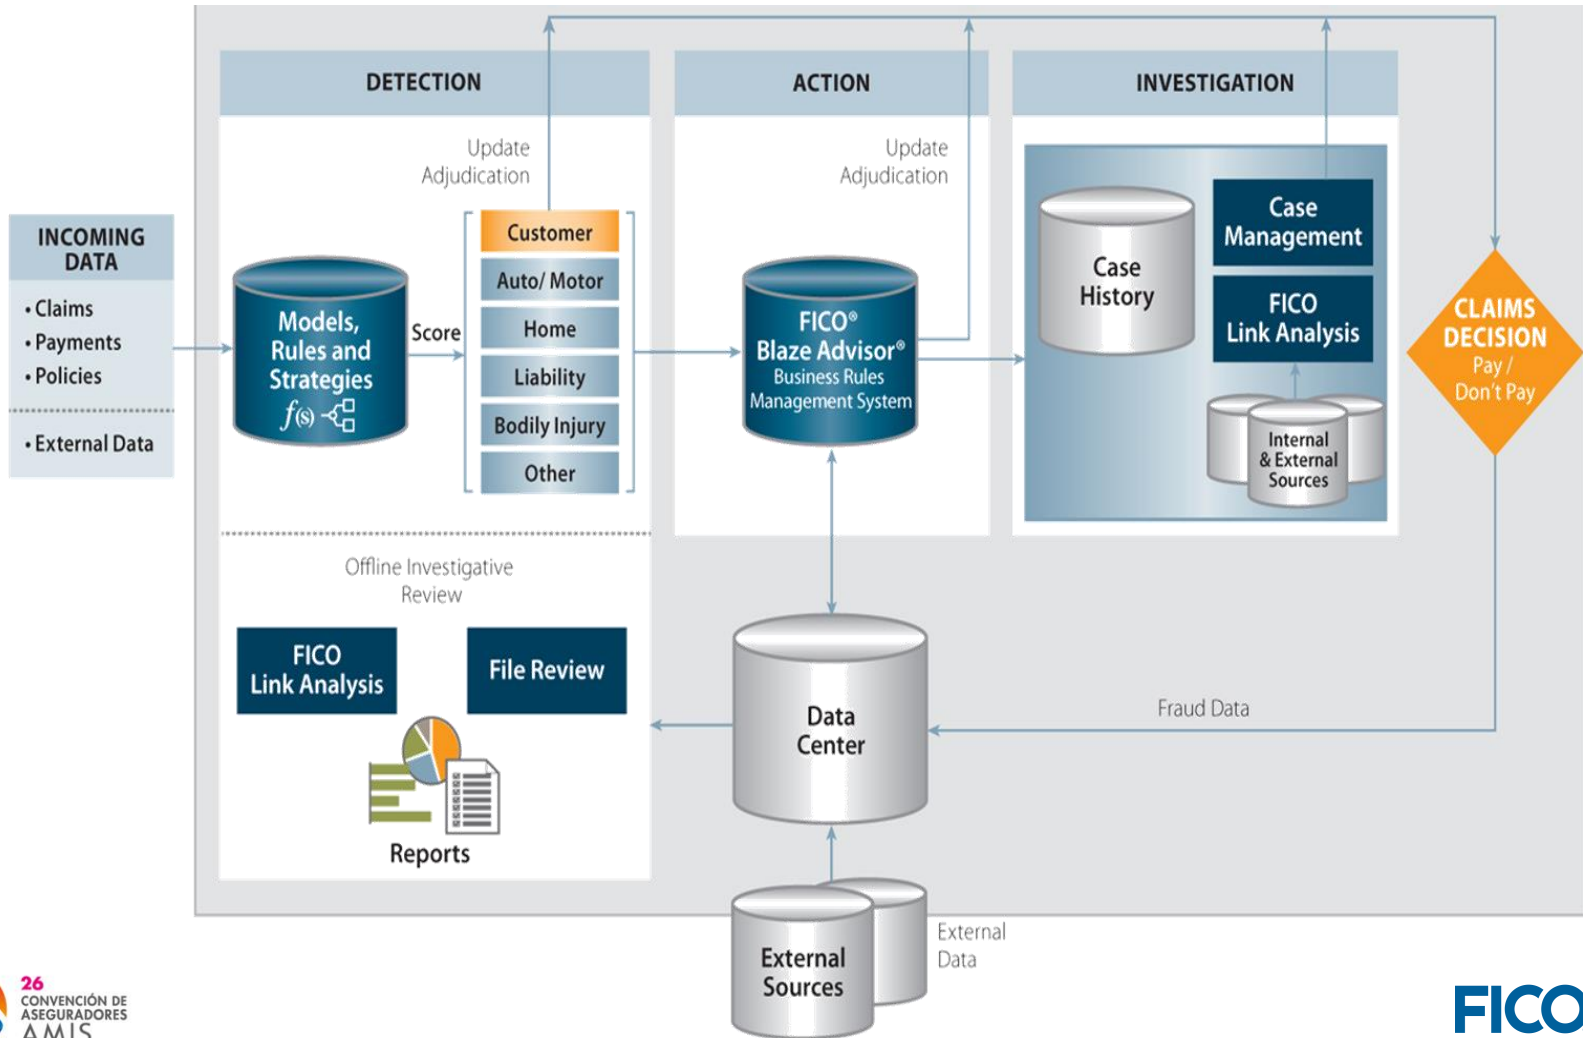 DETECTION
ACTION
INVESTIGATION
Update
Adjudication
Update
Adjudication
INCOMING
DATA
• Claims
• Payments
• Policies
• External Data
Models,
Rules and
Strategies
f(s)
Score
Customer
Auto/ Motor
Home
Liability
Bodily Injury
Other
FICO®
Blaze Advisor®
Business Rules
Management System
Case
History
Case
Management
FICO
Link Analysis
Internal
& External
Sources
CLAIMS
DECISION
Pay /
Don't Pay
Offline Investigative
Review
FICO
Link Analysis
File Review
Reports
Data
Center
Fraud Data
External
Sources
External
Data
26
CONVENCIÓN DE
ASEGURADORES
AMIS
FICO